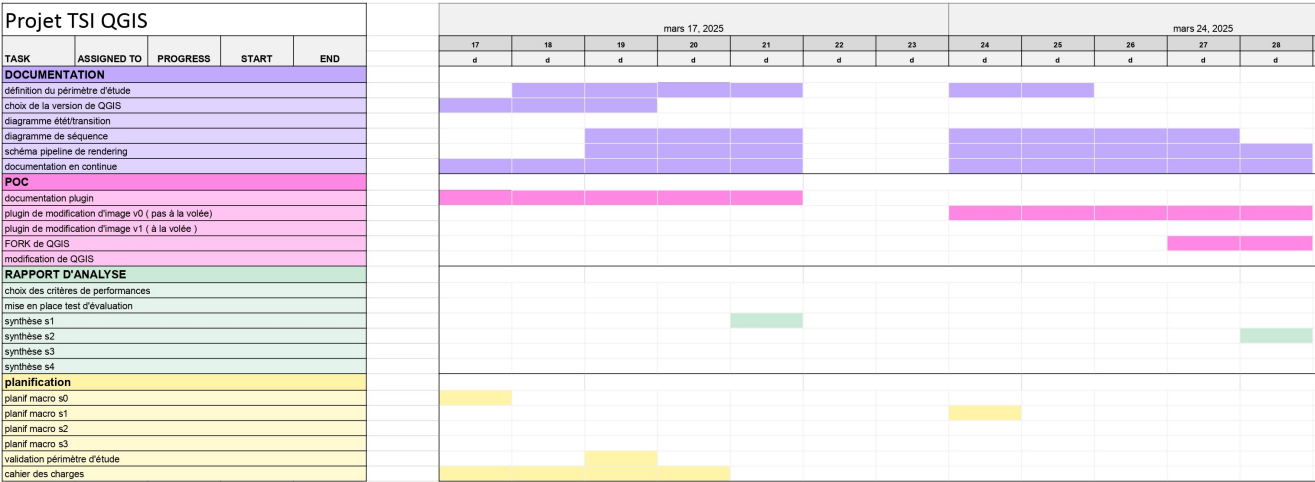 Projet TSI QGIS
mars 17, 2025 mars 24, 2025
17 18 19 20 21 22 23 24 25 26 27 28
TASK ASSIGNED TO PROGRESS START END d d d d d d d d d d d d
DOCUMENTATION
définition du périmètre d'étude
choix de la version de QGIS
diagramme étét/transition
diagramme de séquence
schéma pipeline de rendering
documentation en continue
POC
documentation plugin
plugin de modification d'image v0 ( pas à la volée)
plugin de modification d'image v1 ( à la volée )
FORK de QGIS
modification de QGIS
RAPPORT D'ANALYSE
choix des critères de performances
mise en place test d'évaluation
synthèse s1
synthèse s2
synthèse s3
synthèse s4
planification
planif macro s0
planif macro s1
planif macro s2
planif macro s3
validation périmètre d'étude
cahier des charges